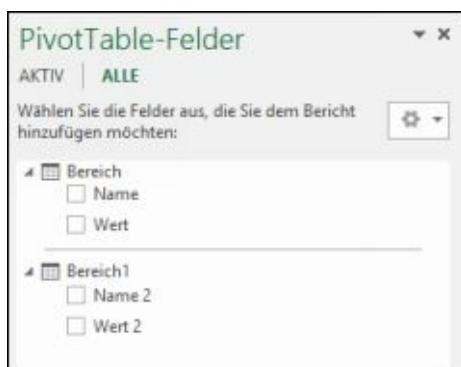 PivotTable-Felder
AKTIV ALLE
Wählen Sie die Felder aus, die Sie dem Bericht
hinzufügen möchten:
Bereich
Name
Wert
Bereich1
Name 2
Wert 2